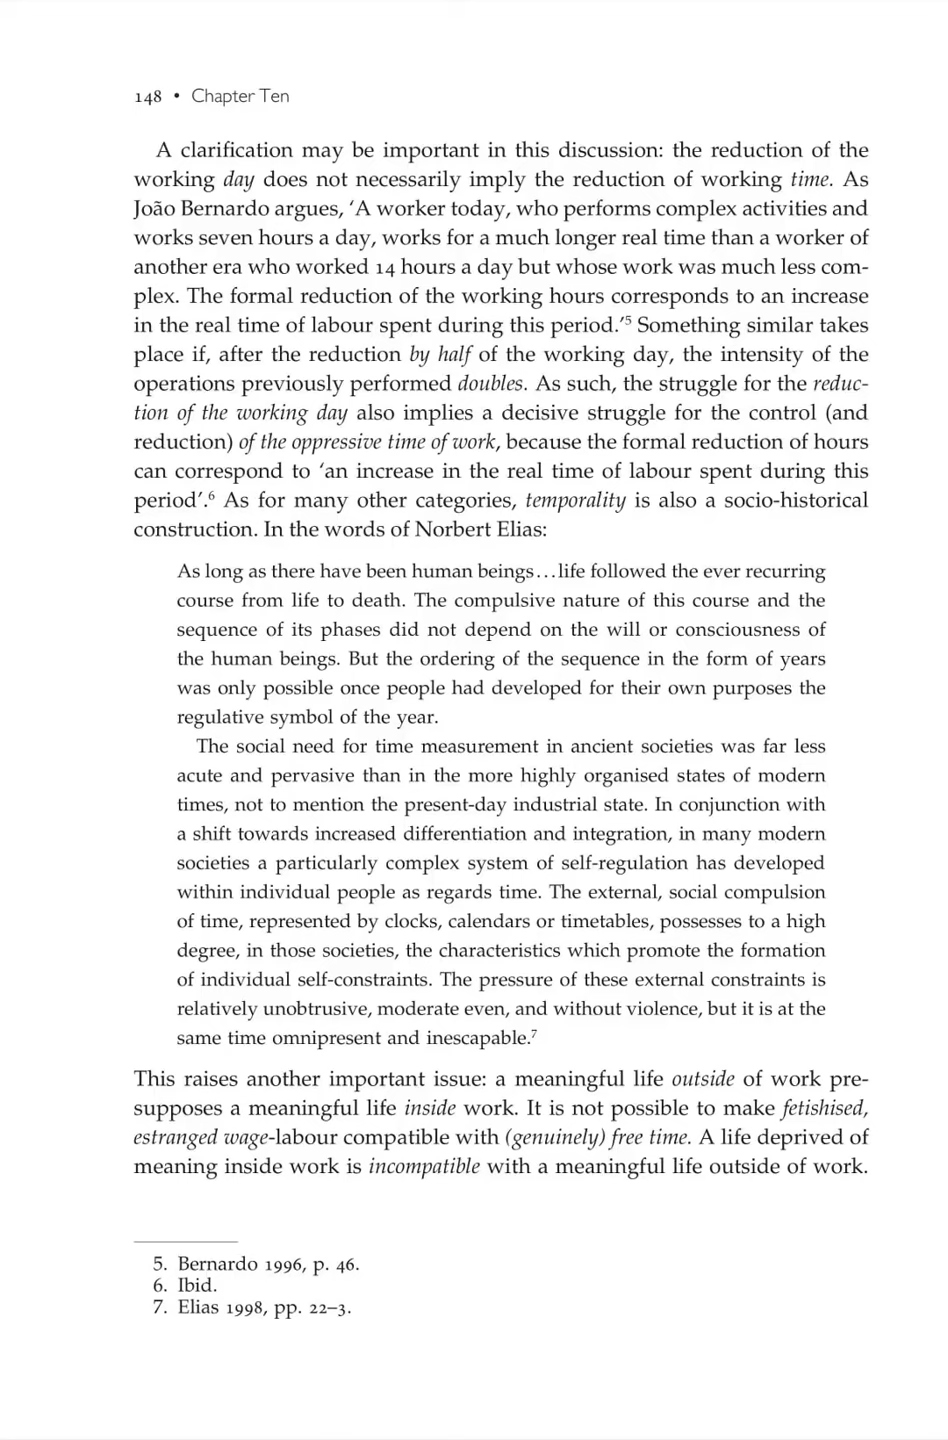 148 • Chapter Ten
A clarification may be important in this discussion: the reduction of the
working day does not necessarily imply the reduction of working time. As
João Bernardo argues, ‘A worker today, who performs complex activities and
works seven hours a day, works for a much longer real time than a worker of
another era who worked 14 hours a day but whose work was much less com-
plex. The formal reduction of the working hours corresponds to an increase
in the real time of labour spent during this period.’5 Something similar takes
place if, after the reduction by half of the working day, the intensity of the
operations previously performed doubles. As such, the struggle for the reduc-
tion of the working day also implies a decisive struggle for the control (and
reduction) of the oppressive time of work, because the formal reduction of hours
can correspond to ‘an increase in the real time of labour spent during this
period’.6 As for many other categories, temporality is also a socio-historical
construction. In the words of Norbert Elias:
As long as there have been human beings...life followed the ever recurring
course from life to death. The compulsive nature of this course and the
sequence of its phases did not depend on the will or consciousness of
the human beings. But the ordering of the sequence in the form of years
was only possible once people had developed for their own purposes the
regulative symbol of the year.
The social need for time measurement in ancient societies was far less
acute and pervasive than in the more highly organised states of modern
times, not to mention the present-day industrial state. In conjunction with
a shift towards increased differentiation and integration, in many modern
societies a particularly complex system of self-regulation has developed
within individual people as regards time. The external, social compulsion
of time, represented by clocks, calendars or timetables, possesses to a high
degree, in those societies, the characteristics which promote the formation
of individual self-constraints. The pressure of these external constraints is
relatively unobtrusive, moderate even, and without violence, but it is at the
same time omnipresent and inescapable.7
This raises another important issue: a meaningful life outside of work pre-
supposes a meaningful life inside work. It is not possible to make fetishised,
estranged wage-labour compatible with (genuinely) free time. A life deprived of
meaning inside work is incompatible with a meaningful life outside of work.
5. Bernardo 1996, p. 46.
6. Ibid.
7. Elias 1998, pp. 22–3.